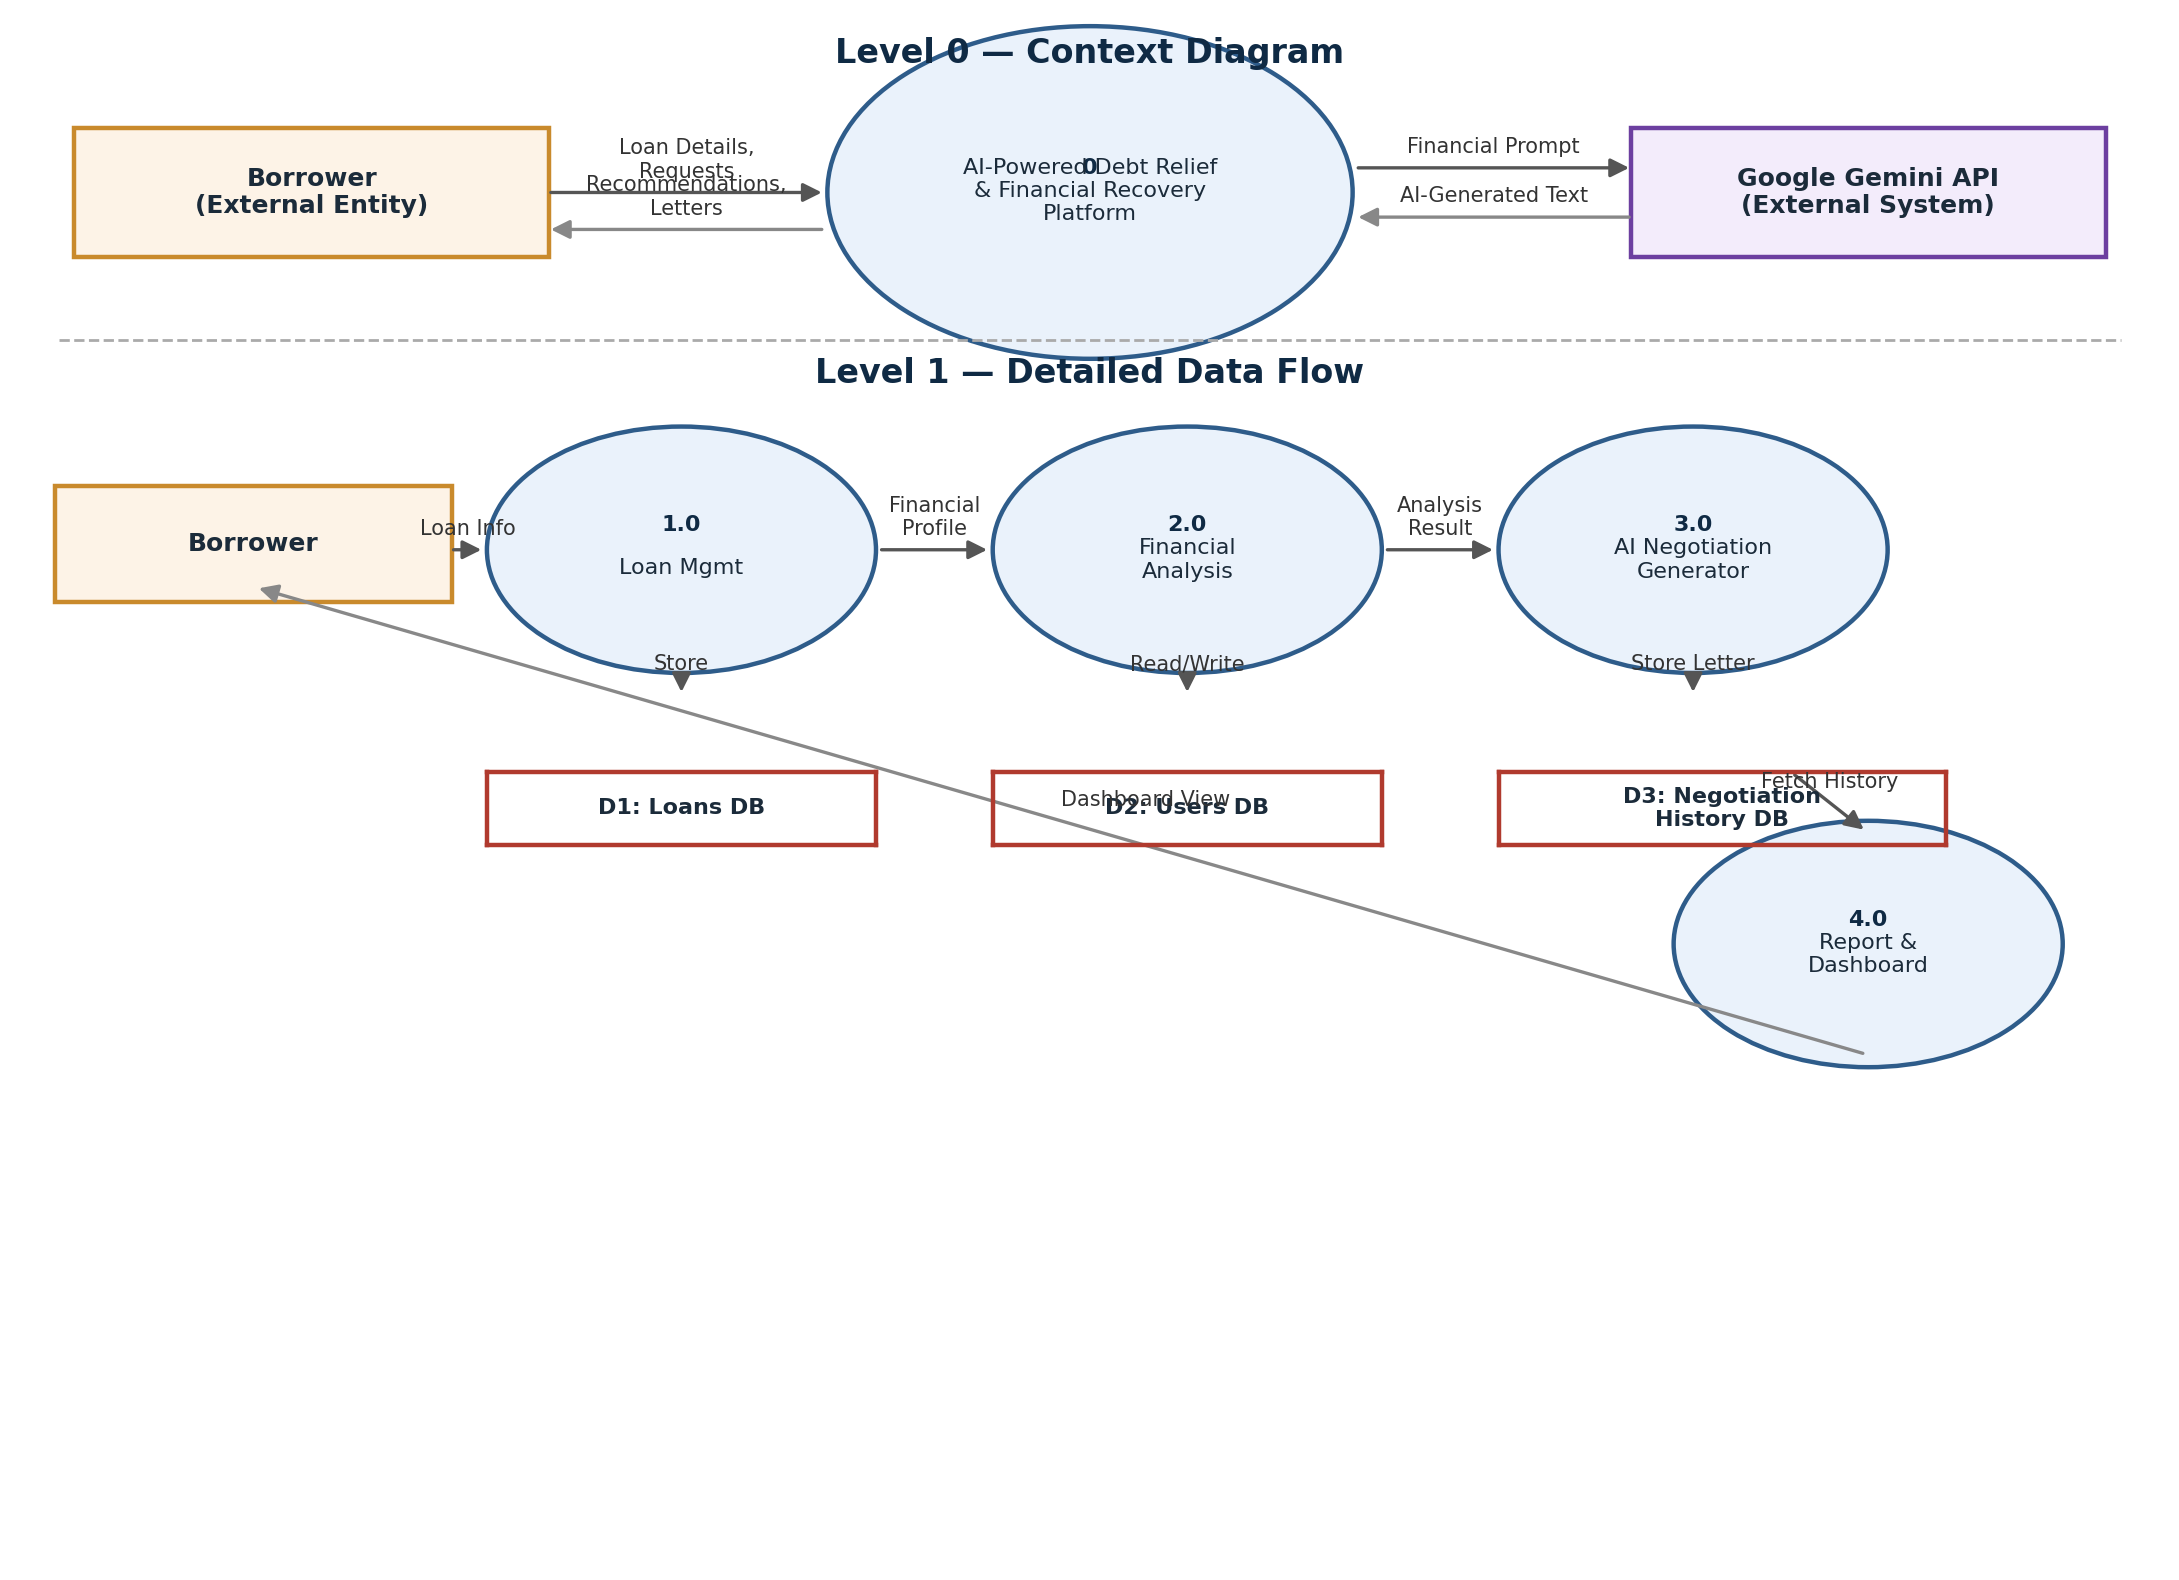 Level 0 — Context Diagram
Borrower
(External Entity)
Loan Details,
Requests
Recommendations,
Letters
0
AI-Powered Debt Relief
& Financial Recovery
Platform
Financial Prompt
AI-Generated Text
Google Gemini API
(External System)
Level 1 — Detailed Data Flow
Borrower
Loan Info
1.0
Loan Mgmt
Financial
Profile
2.0
Financial
Analysis
Analysis
Result
3.0
AI Negotiation
Generator
Store
Read/Write
Store Letter
D1: Loans DB
Dashboard View
D2: Users DB
Fetch History
D3: Negotiation
History DB
4.0
Report &
Dashboard